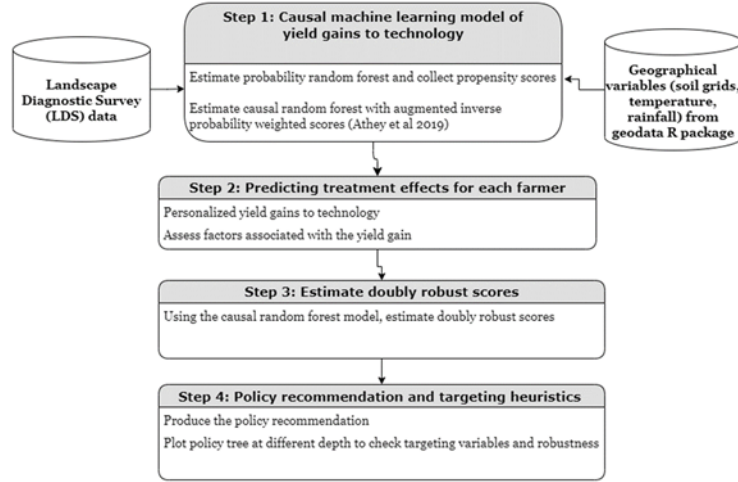 Step 1: Causal machine learning model of
yield gains to technology
Estimate probability random forest and collect propensity scores
Estimate causal random forest with augmented inverse
probability weighted scores (Athey et al 2019)
Landscape
Diagnostic Survey
(LDS) data
Geographical
variables (soil grids,
temperature,
rainfall) from
geodata R package
Step 2: Predicting treatment effects for each farmer
Personalized yield gains to technology
Assess factors associated with the yield gain
Step 3: Estimate doubly robust scores
Using the causal random forest model, estimate doubly robust scores
Step 4: Policy recommendation and targeting heuristics
Produce the policy recommendation
Plot policy tree at different depth to check targeting variables and robustness